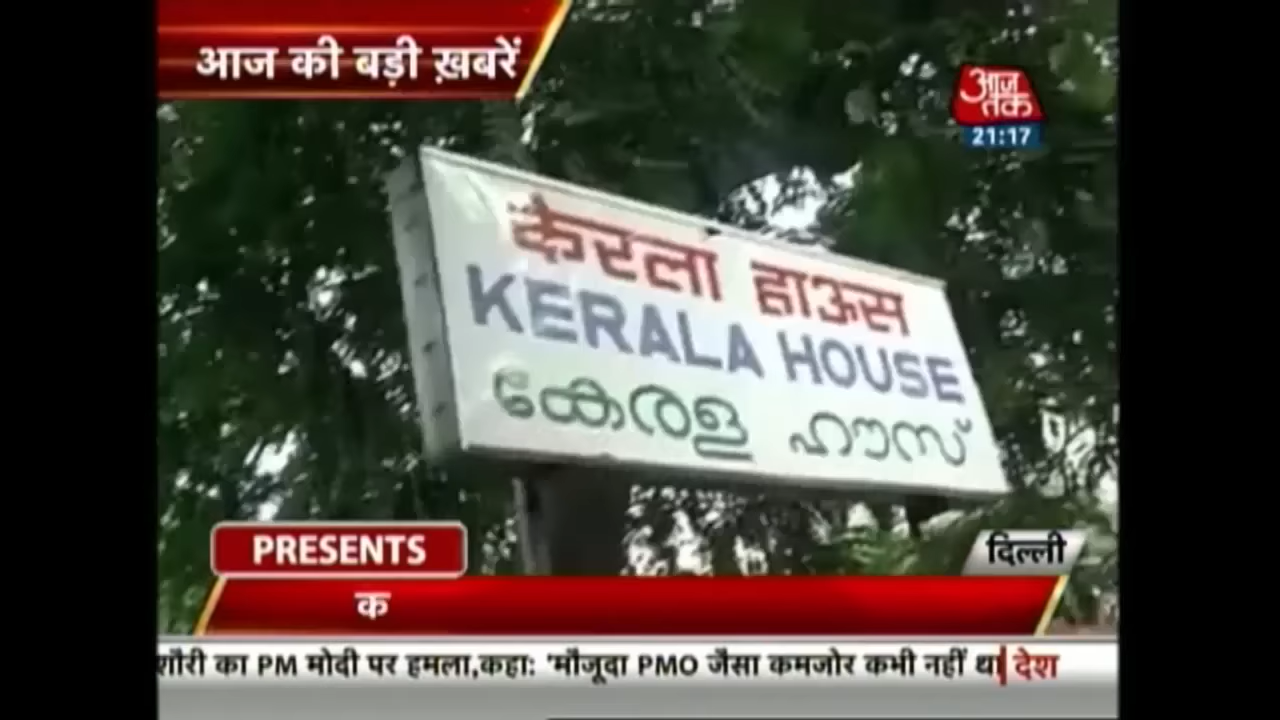 आज की बड़ी ख़बरें
आज
तक
21:17
केरला हाऊस
KERALA HOUSE
കേരള ഹൗസ്
PRESENTS
दिल्ली
क
शौरी का PM मोदी पर हमला,कहा: 'मौजूदा PMO जैसा कमजोर कभी नहीं था देश